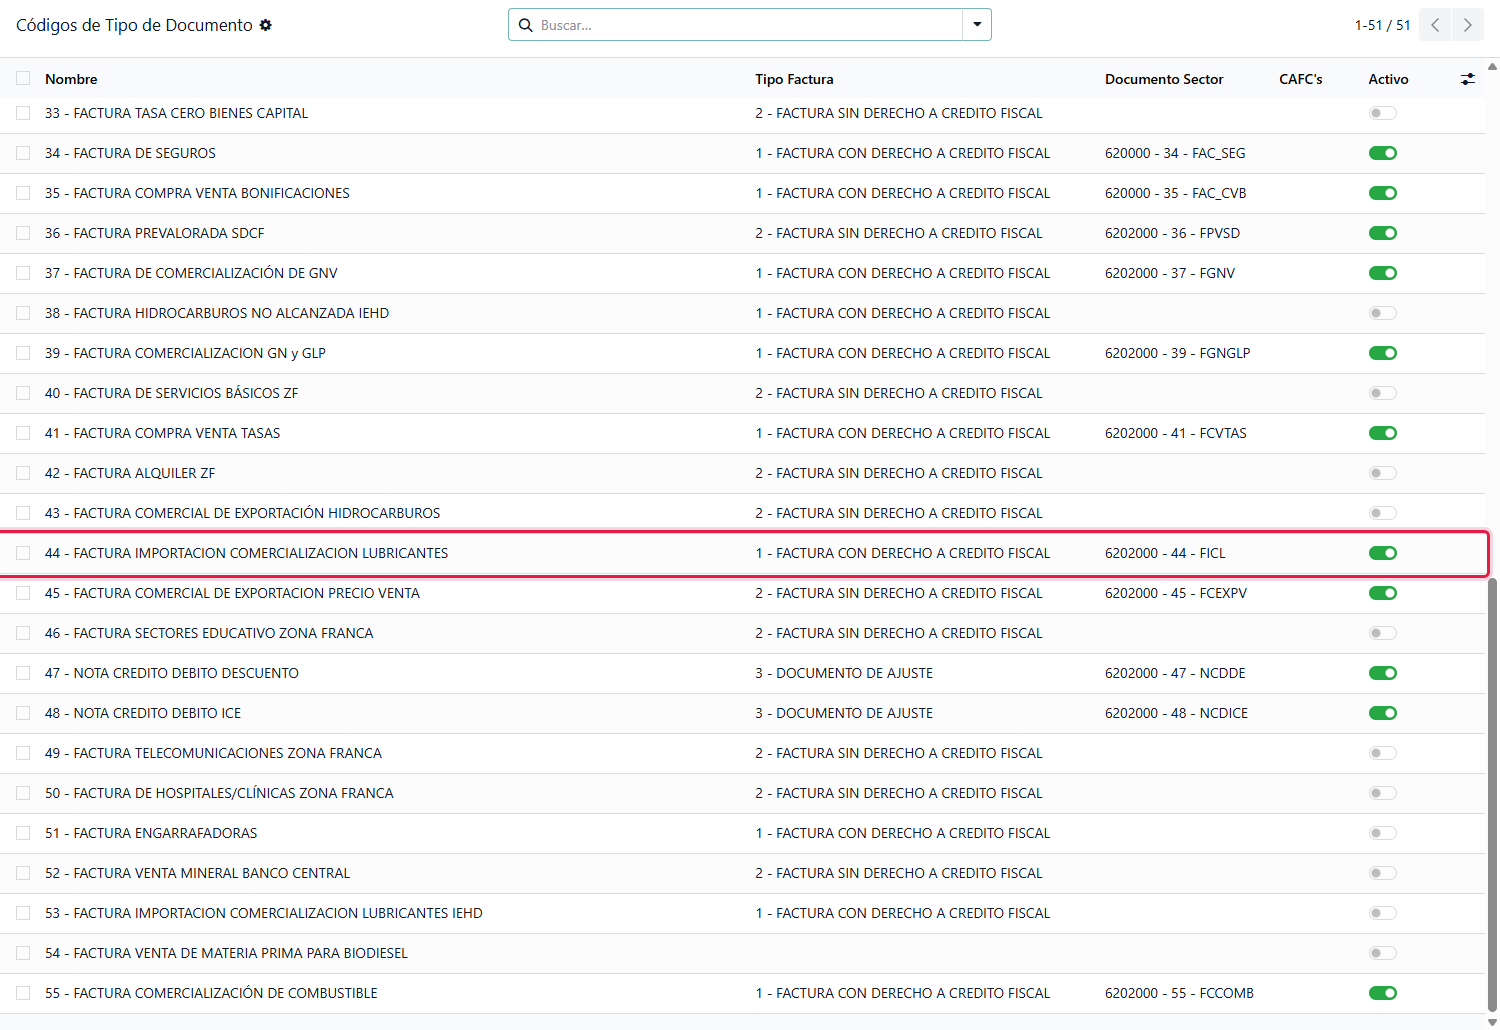 Códigos de Tipo de Documento
Buscar...
1-51 / 51
Nombre Tipo Factura Documento Sector CAFC's Activo
33 - FACTURA TASA CERO BIENES CAPITAL 2 - FACTURA SIN DERECHO A CREDITO FISCAL
34 - FACTURA DE SEGUROS 1 - FACTURA CON DERECHO A CREDITO FISCAL 620000 - 34 - FAC_SEG
35 - FACTURA COMPRA VENTA BONIFICACIONES 1 - FACTURA CON DERECHO A CREDITO FISCAL 620000 - 35 - FAC_CVB
36 - FACTURA PREVALORADA SDCF 2 - FACTURA SIN DERECHO A CREDITO FISCAL 6202000 - 36 - FPVSD
37 - FACTURA DE COMERCIALIZACIÓN DE GNV 1 - FACTURA CON DERECHO A CREDITO FISCAL 6202000 - 37 - FGNV
38 - FACTURA HIDROCARBUROS NO ALCANZADA IEHD 1 - FACTURA CON DERECHO A CREDITO FISCAL
39 - FACTURA COMERCIALIZACION GN y GLP 1 - FACTURA CON DERECHO A CREDITO FISCAL 6202000 - 39 - FGNGLP
40 - FACTURA DE SERVICIOS BÁSICOS ZF 2 - FACTURA SIN DERECHO A CREDITO FISCAL
41 - FACTURA COMPRA VENTA TASAS 1 - FACTURA CON DERECHO A CREDITO FISCAL 6202000 - 41 - FCVTAS
42 - FACTURA ALQUILER ZF 2 - FACTURA SIN DERECHO A CREDITO FISCAL
43 - FACTURA COMERCIAL DE EXPORTACIÓN HIDROCARBUROS 2 - FACTURA SIN DERECHO A CREDITO FISCAL
44 - FACTURA IMPORTACION COMERCIALIZACION LUBRICANTES 1 - FACTURA CON DERECHO A CREDITO FISCAL 6202000 - 44 - FICL
45 - FACTURA COMERCIAL DE EXPORTACION PRECIO VENTA 2 - FACTURA SIN DERECHO A CREDITO FISCAL 6202000 - 45 - FCEXPV
46 - FACTURA SECTORES EDUCATIVO ZONA FRANCA 2 - FACTURA SIN DERECHO A CREDITO FISCAL
47 - NOTA CREDITO DEBITO DESCUENTO 3 - DOCUMENTO DE AJUSTE 6202000 - 47 - NCDDE
48 - NOTA CREDITO DEBITO ICE 3 - DOCUMENTO DE AJUSTE 6202000 - 48 - NCDICE
49 - FACTURA TELECOMUNICACIONES ZONA FRANCA 2 - FACTURA SIN DERECHO A CREDITO FISCAL
50 - FACTURA DE HOSPITALES/CLÍNICAS ZONA FRANCA 2 - FACTURA SIN DERECHO A CREDITO FISCAL
51 - FACTURA ENGARRAFADORAS 1 - FACTURA CON DERECHO A CREDITO FISCAL
52 - FACTURA VENTA MINERAL BANCO CENTRAL 2 - FACTURA SIN DERECHO A CREDITO FISCAL
53 - FACTURA IMPORTACION COMERCIALIZACION LUBRICANTES IEHD 1 - FACTURA CON DERECHO A CREDITO FISCAL
54 - FACTURA VENTA DE MATERIA PRIMA PARA BIODIESEL
55 - FACTURA COMERCIALIZACIÓN DE COMBUSTIBLE 1 - FACTURA CON DERECHO A CREDITO FISCAL 6202000 - 55 - FCCOMB